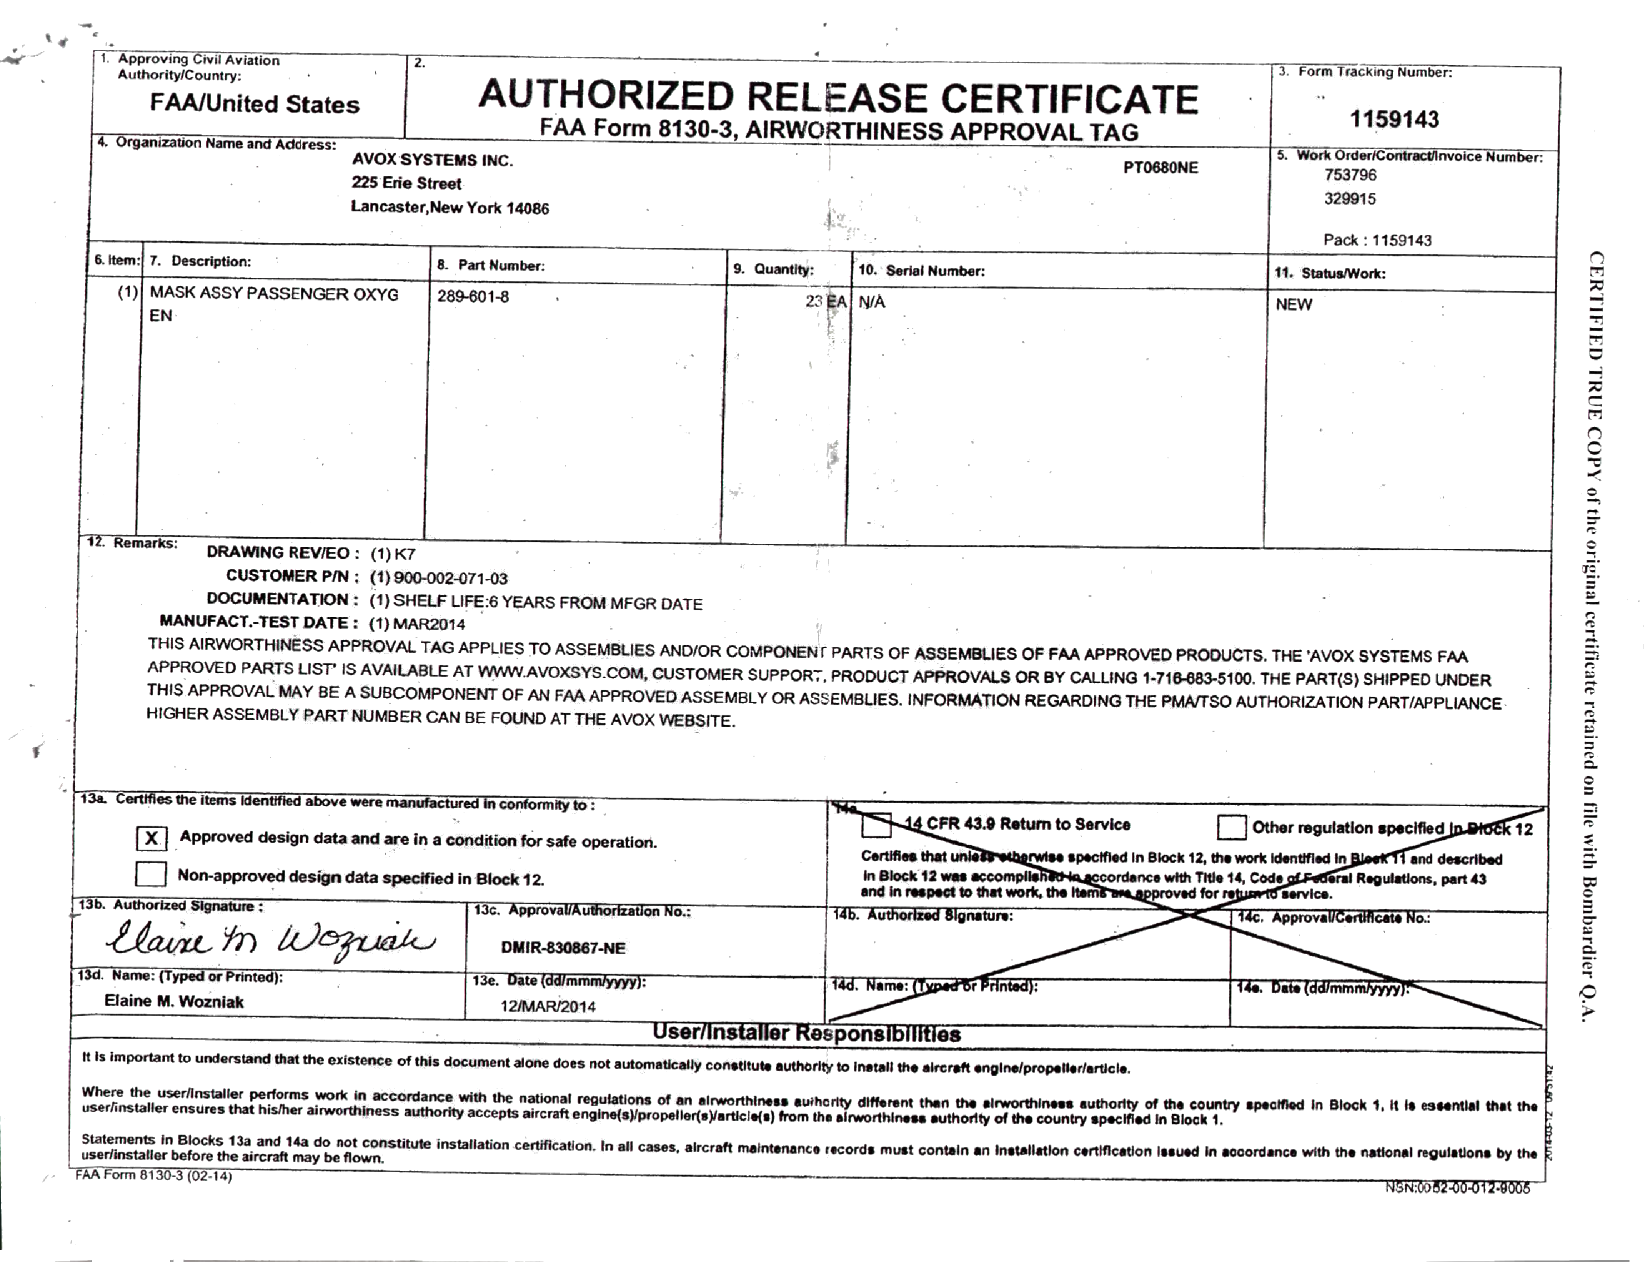 1. Approving Civil Aviation
Authority/Country:
FAA/United States
2.
AUTHORIZED RELEASE CERTIFICATE
FAA Form 8130-3, AIRWORTHINESS APPROVAL TAG
3. Form Tracking Number:
1159143
4. Organization Name and Address:
AVOX SYSTEMS INC.
225 Erie Street
Lancaster,New York 14086
PT0680NE
5. Work Order/Contract/Invoice Number:
753796
329915
Pack : 1159143
6. Item: 7. Description: 8. Part Number: 9. Quantity: 10. Serial Number: 11. Status/Work:
(1) MASK ASSY PASSENGER OXYG 289-601-8 23 EA N/A NEW
EN
12. Remarks:
DRAWING REV/EO : (1) K7
CUSTOMER P/N : (1) 900-002-071-03
DOCUMENTATION : (1) SHELF LIFE:6 YEARS FROM MFGR DATE
MANUFACT.-TEST DATE : (1) MAR2014
THIS AIRWORTHINESS APPROVAL TAG APPLIES TO ASSEMBLIES AND/OR COMPONENT PARTS OF ASSEMBLIES OF FAA APPROVED PRODUCTS. THE 'AVOX SYSTEMS FAA
APPROVED PARTS LIST' IS AVAILABLE AT WWW.AVOXSYS.COM, CUSTOMER SUPPORT, PRODUCT APPROVALS OR BY CALLING 1-716-683-5100. THE PART(S) SHIPPED UNDER
THIS APPROVAL MAY BE A SUBCOMPONENT OF AN FAA APPROVED ASSEMBLY OR ASSEMBLIES. INFORMATION REGARDING THE PMA/TSO AUTHORIZATION PART/APPLIANCE
HIGHER ASSEMBLY PART NUMBER CAN BE FOUND AT THE AVOX WEBSITE.
13a. Certifies the items identified above were manufactured in conformity to :
X Approved design data and are in a condition for safe operation.
Non-approved design data specified in Block 12.
14a.
14 CFR 43.9 Return to Service
Other regulation specified in Block 12
Certifies that unless otherwise specified in Block 12, the work identified in Block 11 and described
in Block 12 was accomplished in accordance with Title 14, Code of Federal Regulations, part 43
and in respect to that work, the items are approved for return to service.
13b. Authorized Signature :
Elaine M Wozniak
13c. Approval/Authorization No.:
DMIR-830867-NE
14b. Authorized Signature:
14c. Approval/Certificate No.:
13d. Name: (Typed or Printed):
Elaine M. Wozniak
13e. Date (dd/mmm/yyyy):
12/MAR/2014
14d. Name: (Typed or Printed):
14e. Date (dd/mmm/yyyy):
User/Installer Responsibilities
It is important to understand that the existence of this document alone does not automatically constitute authority to install the aircraft engine/propeller/article.
Where the user/installer performs work in accordance with the national regulations of an airworthiness authority different than the airworthiness authority of the country specified in Block 1, it is essential that the
user/installer ensures that his/her airworthiness authority accepts aircraft engine(s)/propeller(s)/article(s) from the airworthiness authority of the country specified in Block 1.
Statements in Blocks 13a and 14a do not constitute installation certification. In all cases, aircraft maintenance records must contain an installation certification issued in accordance with the national regulations by the
user/installer before the aircraft may be flown.
FAA Form 8130-3 (02-14)
NSN:0052-00-012-9005
CERTIFIED TRUE COPY of the original certificate retained on file with Bombardier Q.A.